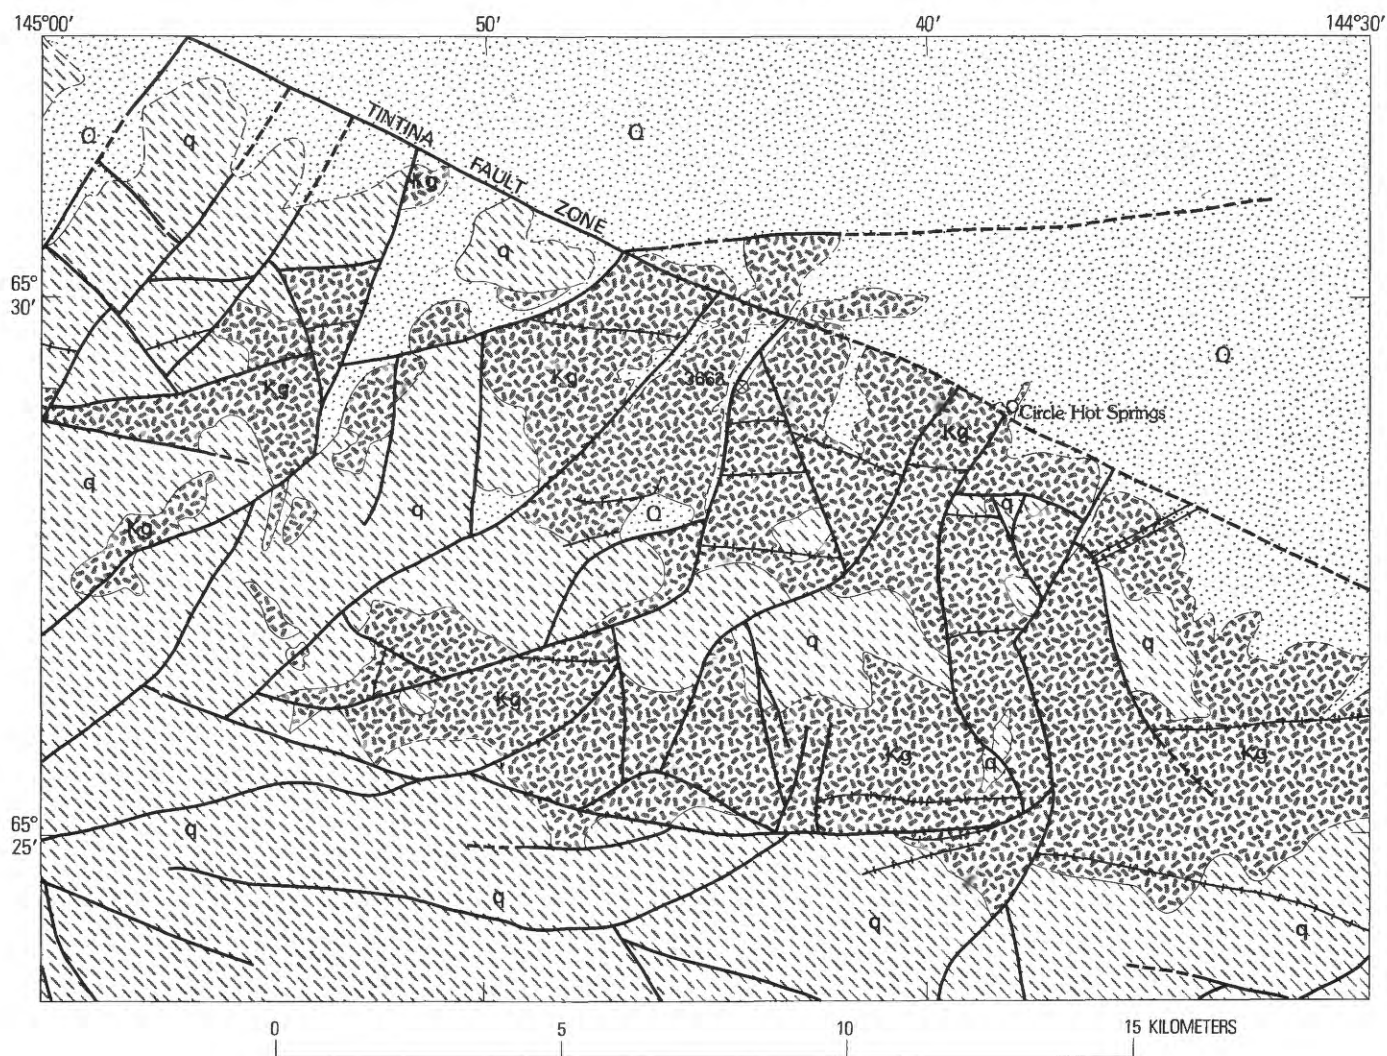 145°00′ 50′ 40′ 144°30′
TINTINA FAULT ZONE
Q q Q
Kg
q
65°
30′
Q
Kg Kg 3668
Circle Hot Springs
Kg
q q q
Q
Kg
q q
Kg
Kg q Kg
65°
25′
q
q
q q
0 5 10 15 KILOMETERS